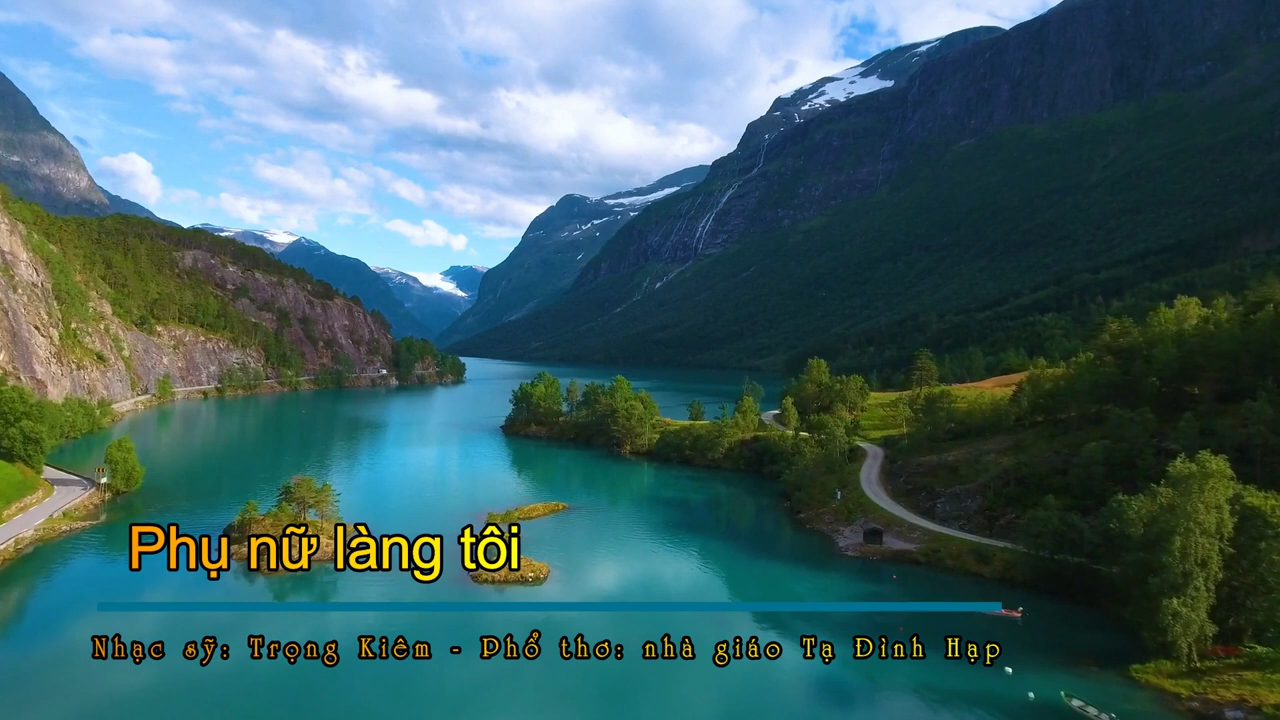 Phụ nữ làng tôi
Nhạc sỹ: Trọng Kiêm - Phổ thơ: nhà giáo Tạ Đình Hạp